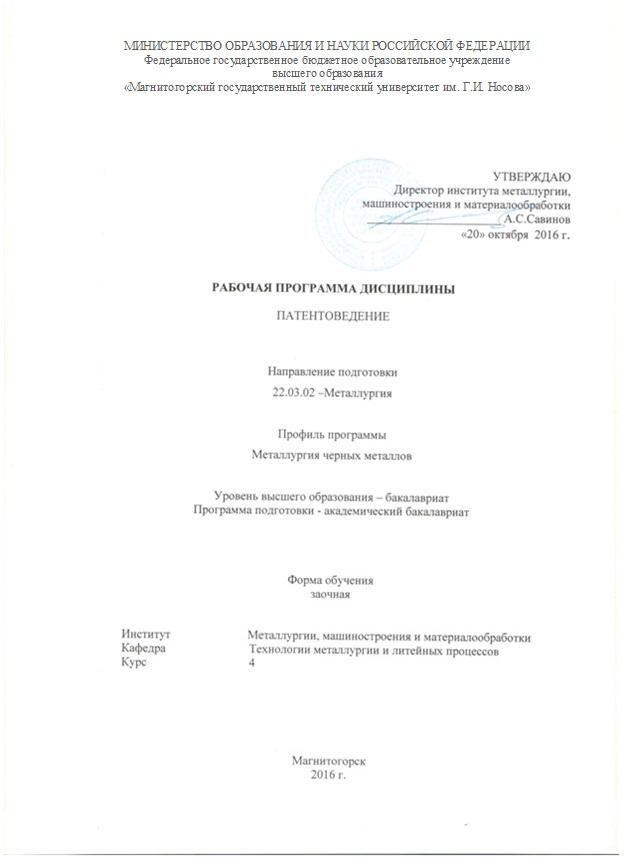 МИНИСТЕРСТВО ОБРАЗОВАНИЯ И НАУКИ РОССИЙСКОЙ ФЕДЕРАЦИИ
Федеральное государственное бюджетное образовательное учреждение
высшего образования
«Магнитогорский государственный технический университет им. Г.И. Носова»
УТВЕРЖДАЮ
Директор института металлургии,
машиностроения и материалообработки
А.С.Савинов
«20» октября 2016 г.
РАБОЧАЯ ПРОГРАММА ДИСЦИПЛИНЫ
ПАТЕНТОВЕДЕНИЕ
Направление подготовки
22.03.02 –Металлургия
Профиль программы
Металлургия черных металлов
Уровень высшего образования – бакалавриат
Программа подготовки - академический бакалавриат
Форма обучения
заочная
Институт Металлургии, машиностроения и материалообработки
Кафедра Технологии металлургии и литейных процессов
Курс 4
Магнитогорск
2016 г.